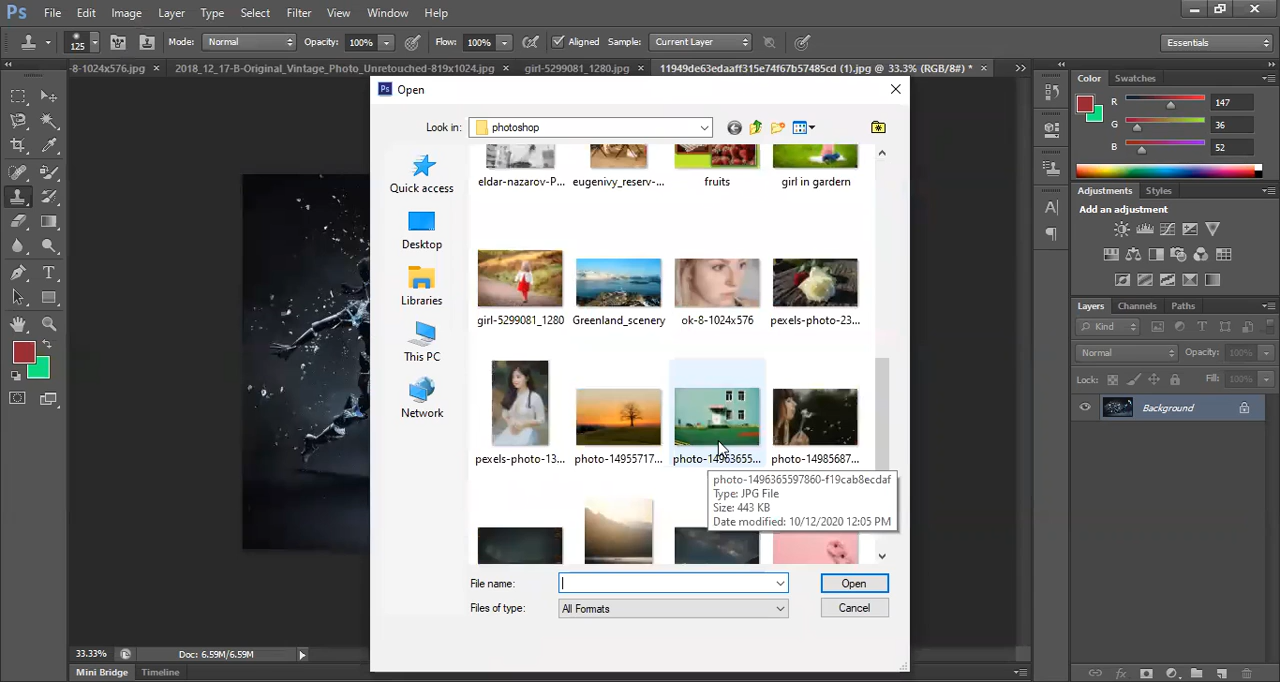 Ps File Edit Image Layer Type Select Filter View Window Help
125 Mode: Normal Opacity: 100% Flow: 100% Aligned Sample: Current Layer Essentials
-8-1024x576.jpg × 2018_12_17-B-Original_Vintage_Photo_Unretouched-819x1024.jpg × girl-5299081_1280.jpg × 11949de63edaaff315e74f67b57485cd (1).jpg @ 33.3% (RGB/8#) * ×
Open
Look in: photoshop
Quick access
Desktop
Libraries
This PC
Network
eldar-nazarov-P... eugenivy_reserv-... fruits girl in gardern
girl-5299081_1280 Greenland_scenery ok-8-1024x576 pexels-photo-23...
pexels-photo-13... photo-14955717... photo-14963655... photo-14985687...
photo-1496365597860-f19cab8ecdaf
Type: JPG File
Size: 443 KB
Date modified: 10/12/2020 12:05 PM
File name: Open
Files of type: All Formats Cancel
Color Swatches
R 147
G 36
B 52
Adjustments Styles
Add an adjustment
Layers Channels Paths
Kind
Normal Opacity: 100%
Lock: Fill: 100%
Background
33.33% Doc: 6.59M/6.59M
Mini Bridge Timeline